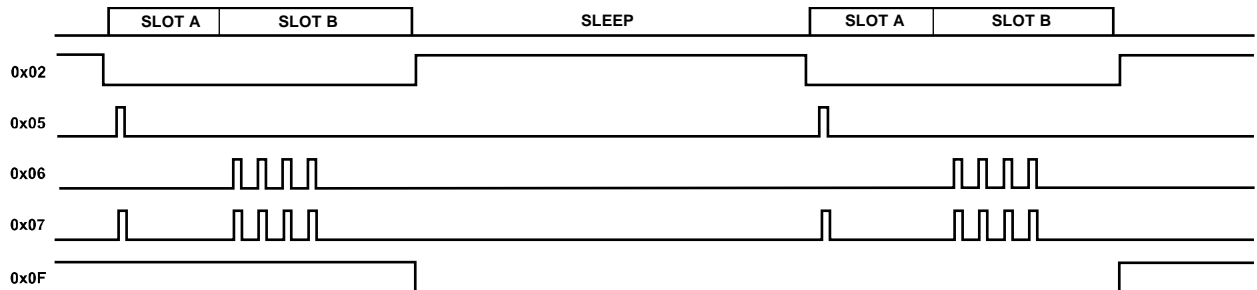 SLOT A SLOT B SLEEP SLOT A SLOT B
0x02
0x05
0x06
0x07
0x0F